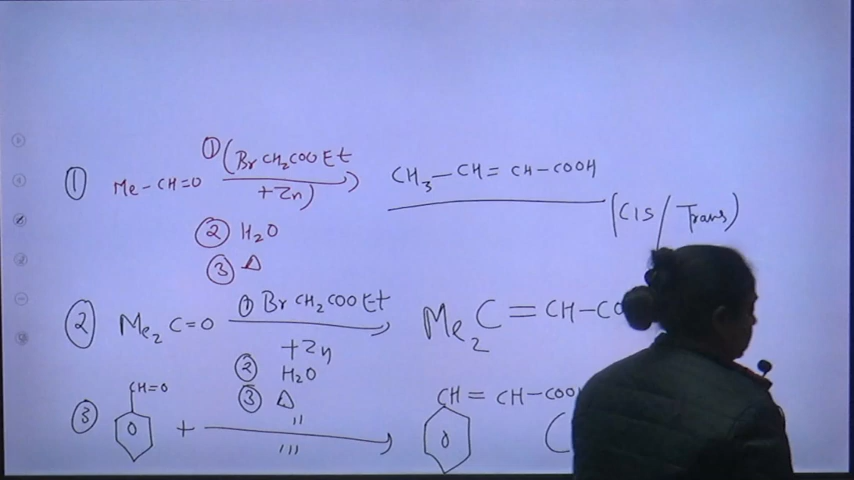 ① Me-CH=O ①(BrCH₂COOEt +Zn) CH₃-CH=CH-COOH
② H₂O (Cis/Trans)
③ Δ
② Me₂C=O ① BrCH₂COOEt +Zn Me₂C=CH-CO
② H₂O
③ Δ
③ CH=O + '' ''' CH=CH-COO
(